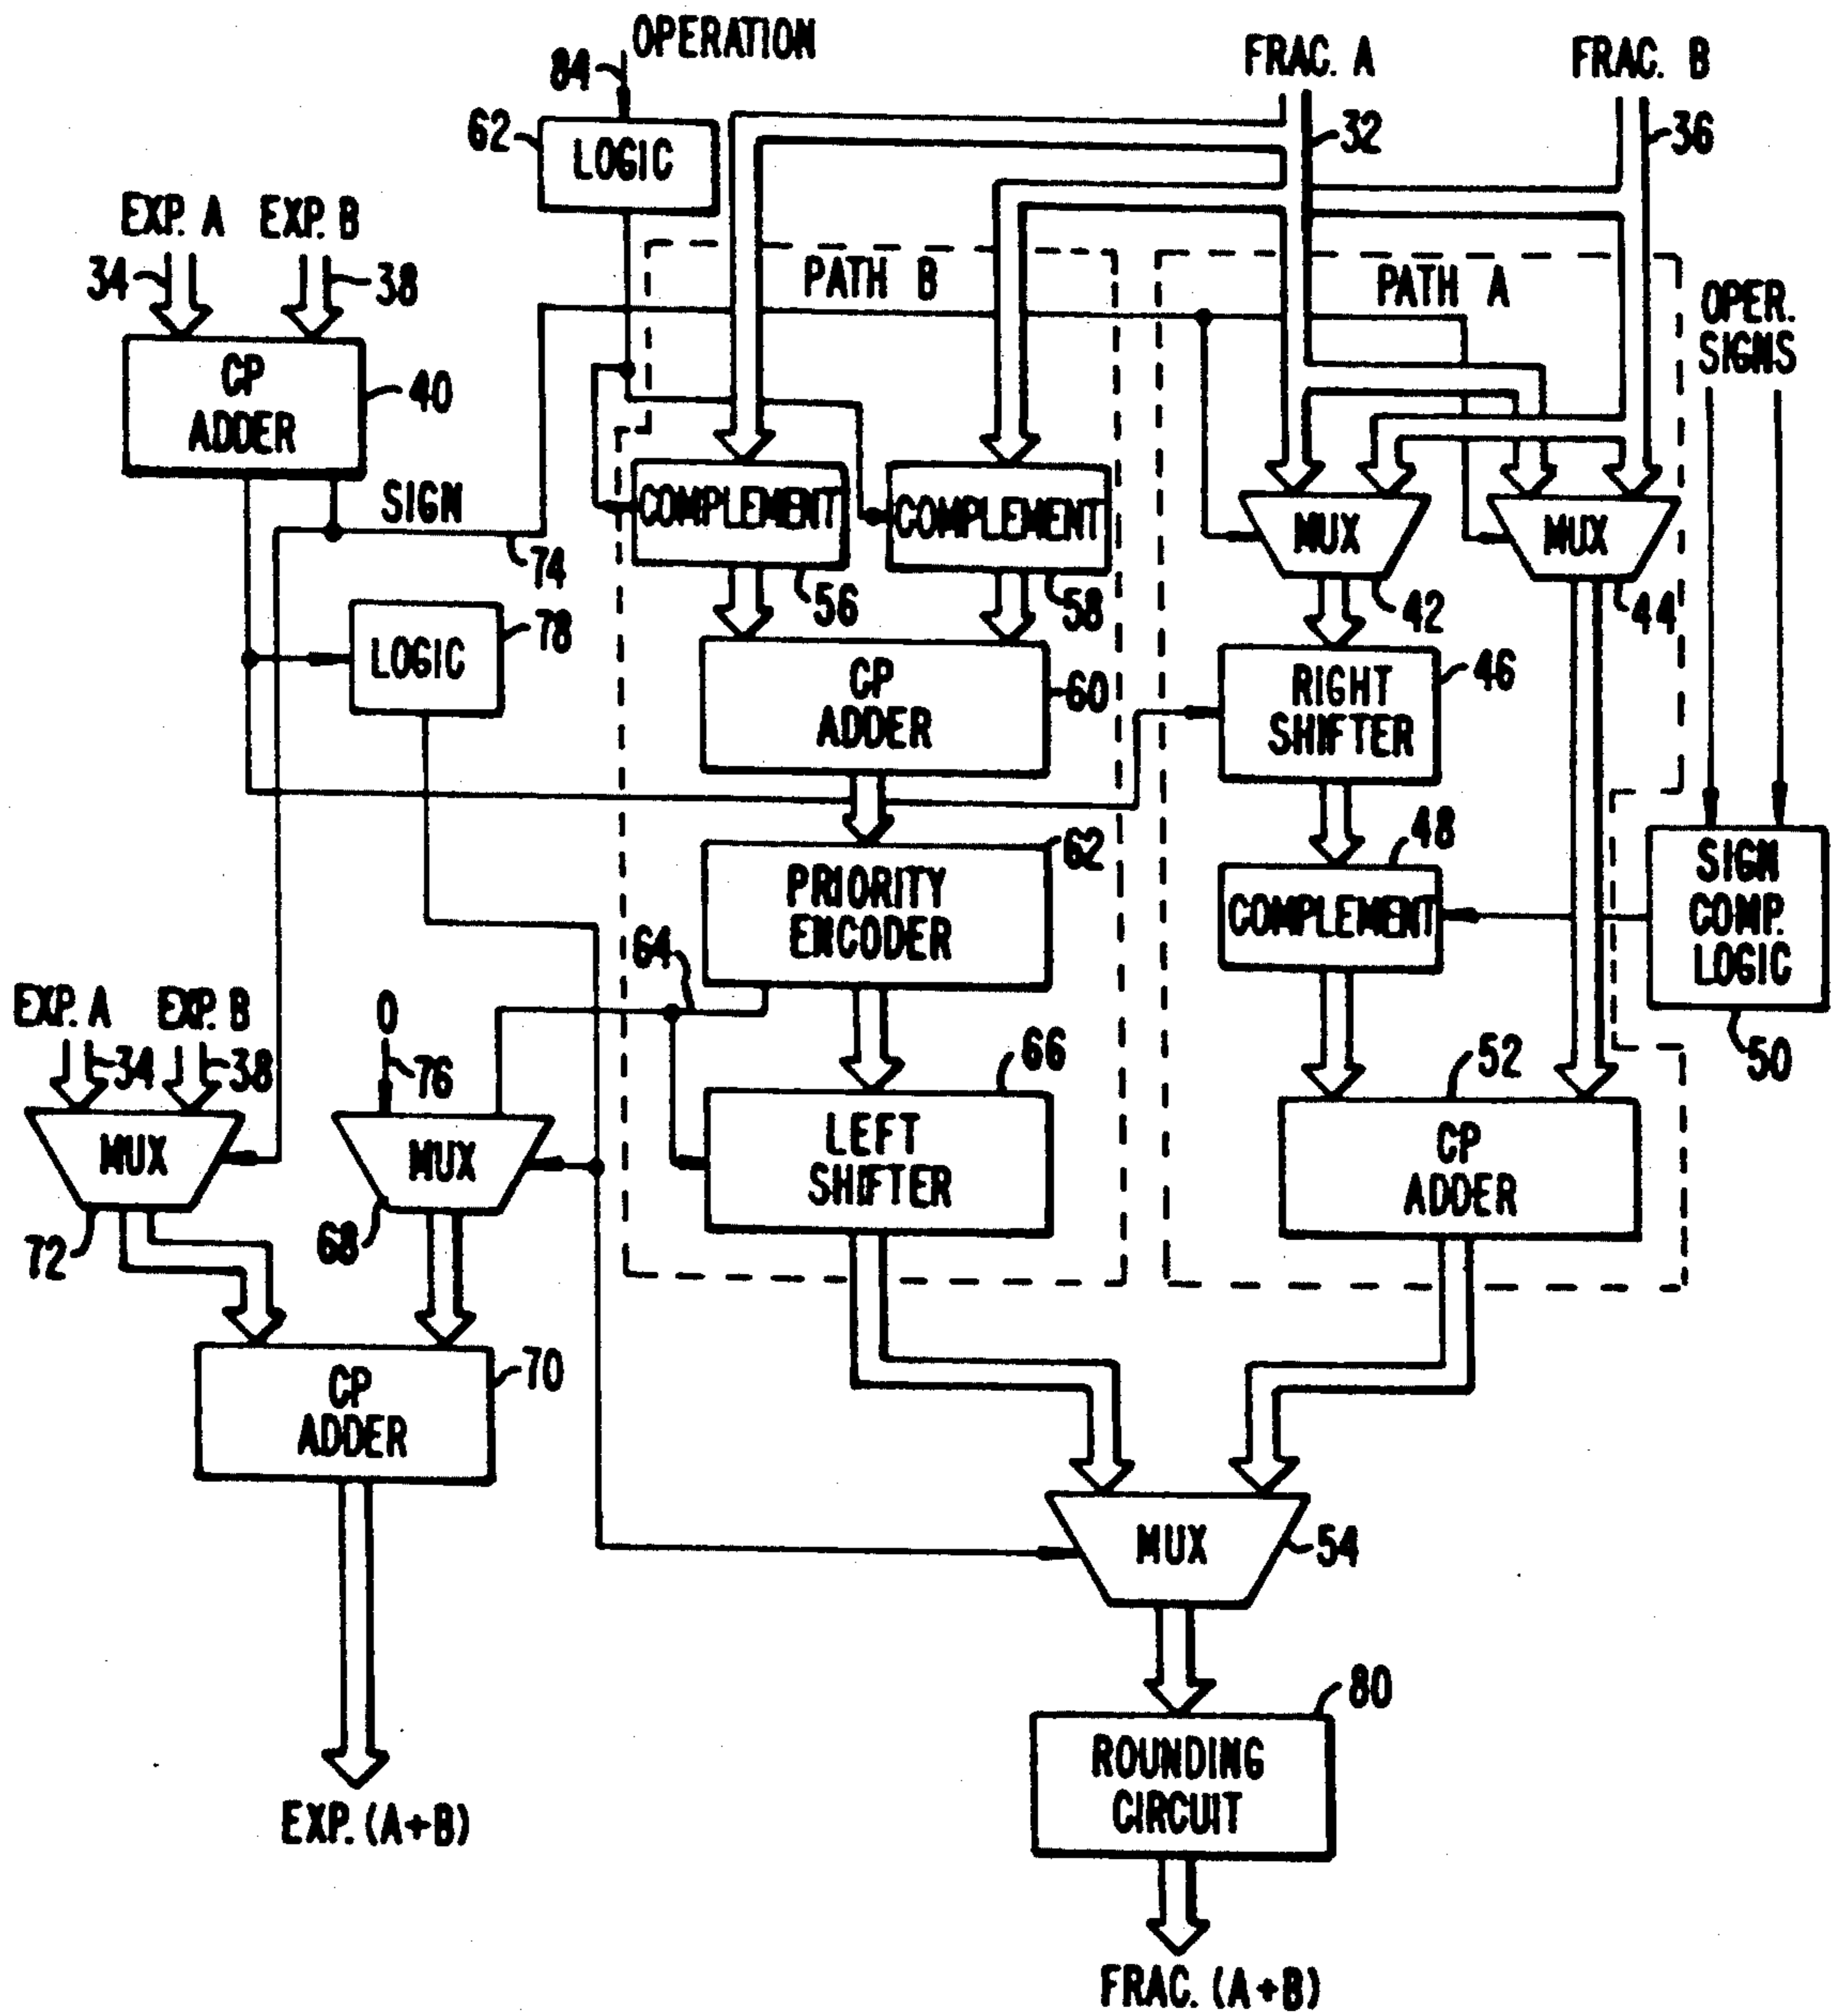 OPERATION
84
62
LOGIC
FRAC. A
FRAC. B
32
36
EXP. A
EXP. B
34
38
PATH B
PATH A
OPER.
SIGNS
CP
ADDER
40
SIGN
74
COMPLEMENT
COMPLEMENT
MUX
MUX
56
58
42
44
LOGIC
78
CP
ADDER
60
RIGHT
SHIFTER
46
PRIORITY
ENCODER
62
48
COMPLEMENT
SIGN
COMP.
LOGIC
50
64
EXP. A
EXP. B
34
38
0
76
MUX
72
MUX
68
66
LEFT
SHIFTER
52
CP
ADDER
CP
ADDER
70
MUX
54
80
ROUNDING
CIRCUIT
EXP. (A+B)
FRAC. (A+B)